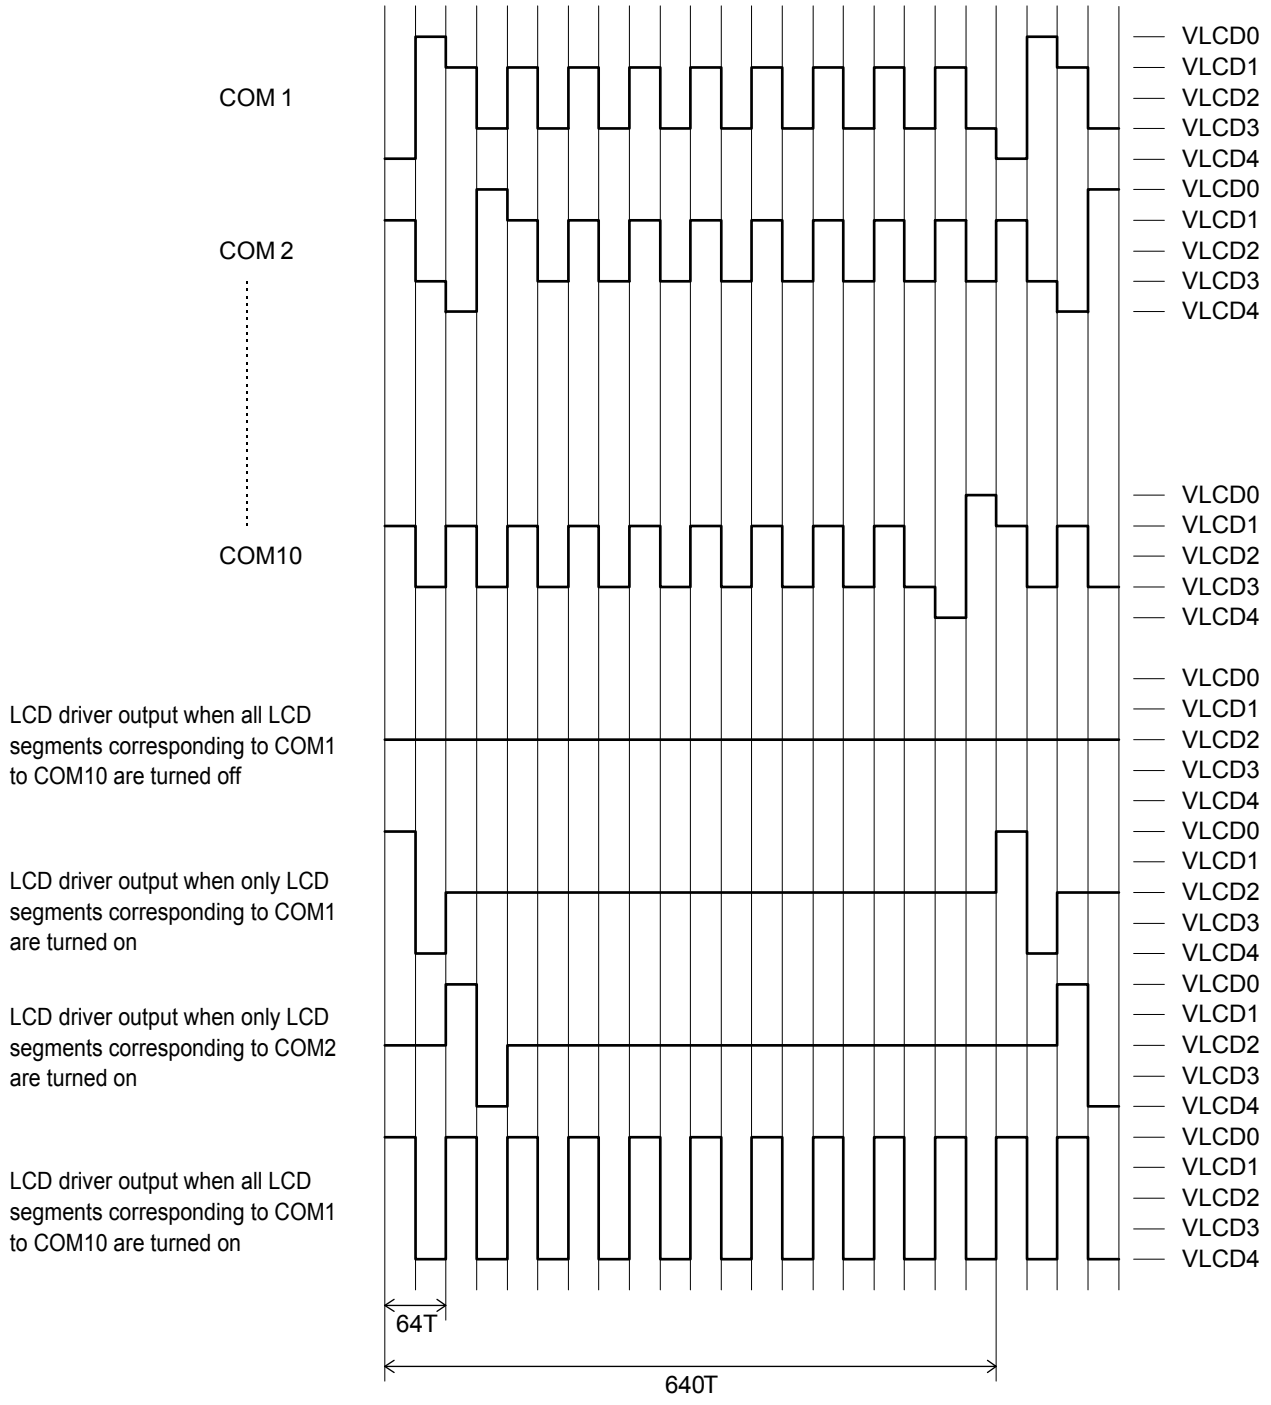 VLCD0
VLCD1
COM 1
VLCD2
VLCD3
VLCD4
VLCD0
VLCD1
COM 2
VLCD2
VLCD3
VLCD4
VLCD0
VLCD1
COM10
VLCD2
VLCD3
VLCD4
VLCD0
VLCD1
VLCD2
VLCD3
VLCD4
LCD driver output when all LCD
segments corresponding to COM1
to COM10 are turned off
VLCD0
VLCD1
VLCD2
VLCD3
VLCD4
LCD driver output when only LCD
segments corresponding to COM1
are turned on
VLCD0
VLCD1
VLCD2
VLCD3
VLCD4
LCD driver output when only LCD
segments corresponding to COM2
are turned on
VLCD0
VLCD1
VLCD2
VLCD3
VLCD4
LCD driver output when all LCD
segments corresponding to COM1
to COM10 are turned on
64T
640T